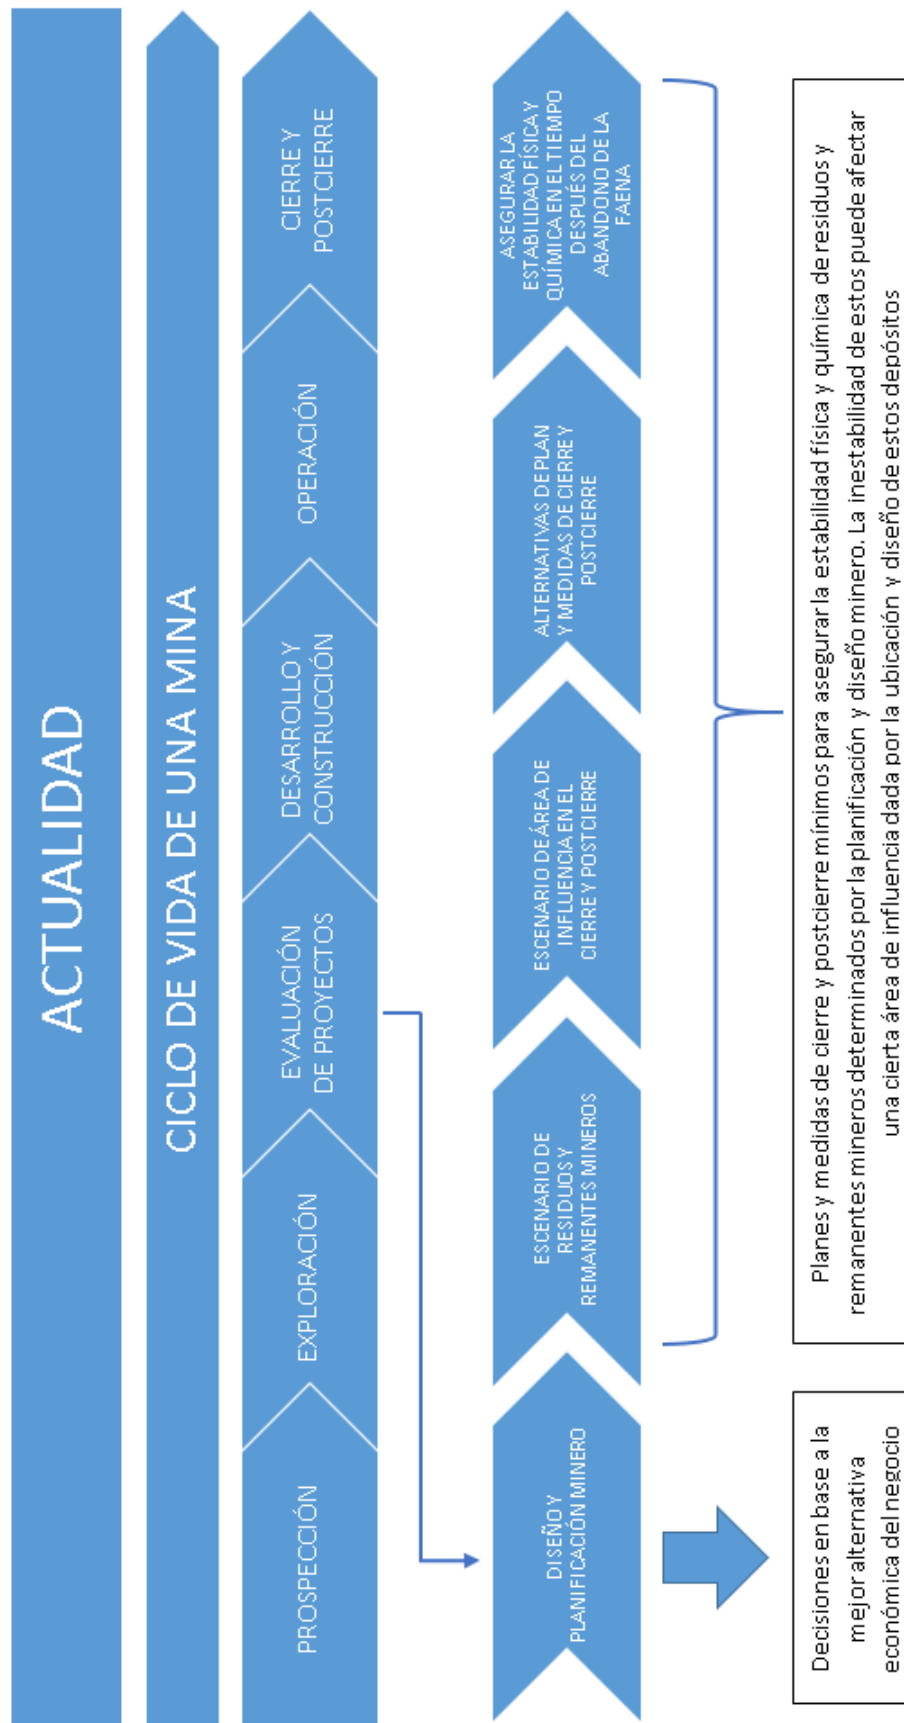 ACTUALIDAD
CICLO DE VIDA DE UNA MINA
PROSPECCIÓN
EXPLORACIÓN
EVALUACIÓN
DE PROYECTOS
DESARROLLO Y
CONSTRUCCIÓN
OPERACIÓN
CIERRE Y
POSTCIERRE
DISEÑO Y
PLANIFICACIÓN MINERO
ESCENARIO DE
RESIDUOS Y
REMANENTES MINEROS
ESCENARIO DE ÁREA DE
INFLUENCIA EN EL
CIERRE Y POSTCIERRE
ALTERNATIVAS DE PLAN
Y MEDIDAS DE CIERRE Y
POSTCIERRE
ASEGURAR LA
ESTABILIDAD FÍSICA Y
QUÍMICA EN EL TIEMPO
DESPUÉS DEL
ABANDONO DE LA
FAENA
Decisiones en base a la
mejor alternativa
económica del negocio
Planes y medidas de cierre y postcierre mínimos para asegurar la estabilidad física y química de residuos y
remanentes mineros determinados por la planificación y diseño minero. La inestabilidad de estos puede afectar
una cierta área de influencia dada por la ubicación y diseño de estos depósitos